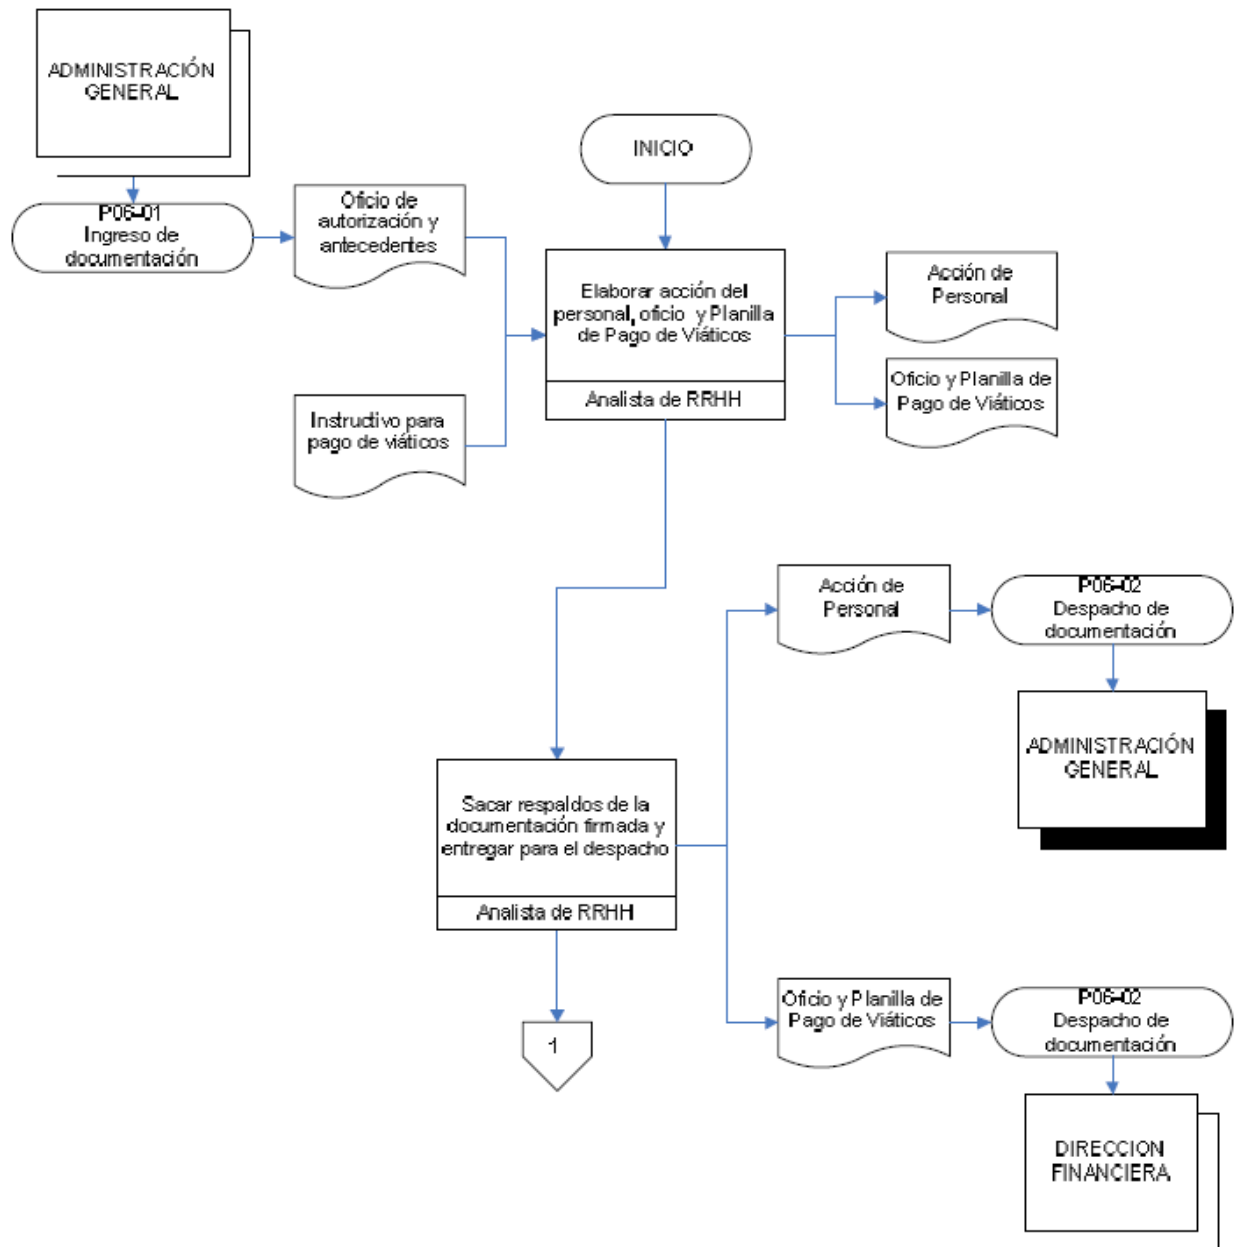 ADMINISTRACIÓN
GENERAL
INICIO
P06-01
Ingreso de
documentación
Oficio de
autorización y
antecedentes
Elaborar acción del
personal, oficio y Planilla
de Pago de Viáticos
Analista de RRHH
Acción de
Personal
Oficio y Planilla de
Pago de Viáticos
Instructivo para
pago de viáticos
Acción de
Personal
P06-02
Despacho de
documentación
ADMINISTRACIÓN
GENERAL
Sacar respaldos de la
documentación firmada y
entregar para el despacho
Analista de RRHH
Oficio y Planilla de
Pago de Viáticos
P06-02
Despacho de
documentación
1
DIRECCION
FINANCIERA